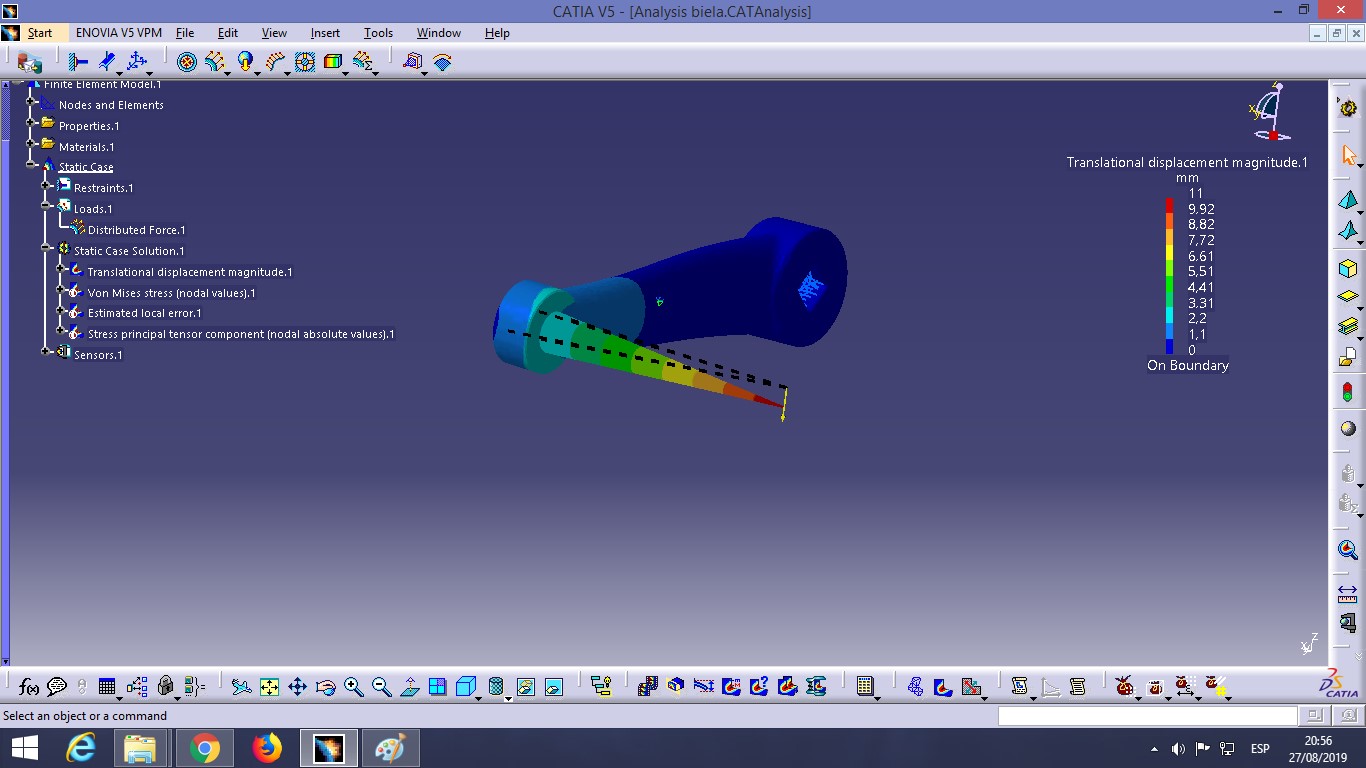 CATIA V5 - [Analysis biela.CATAnalysis]
Start ENOVIA V5 VPM File Edit View Insert Tools Window Help
Finite Element Model.1
Nodes and Elements
Properties.1
Materials.1
Static Case
Restraints.1
Loads.1
Distributed Force.1
Static Case Solution.1
Translational displacement magnitude.1
Von Mises stress (nodal values).1
Estimated local error.1
Stress principal tensor component (nodal absolute values).1
Sensors.1
Translational displacement magnitude.1
mm
11
9.92
8,82
7,72
6.61
5,51
4,41
3.31
2,2
1,1
0
On Boundary
f(x)
CATIA
Select an object or a command
ESP
20:56
27/08/2019